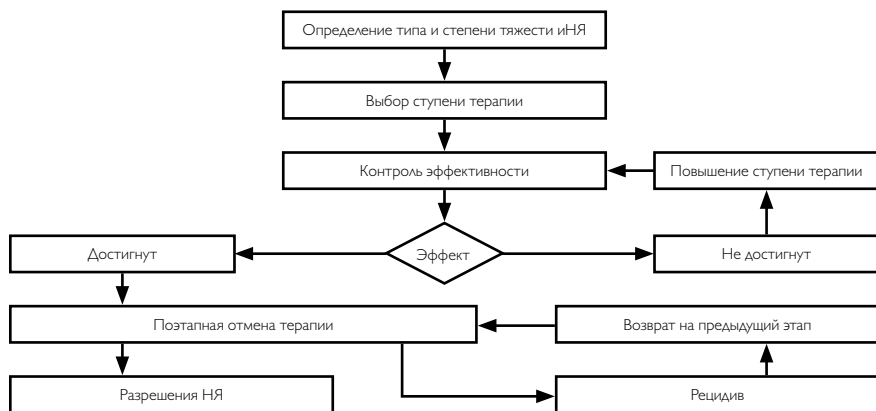 Определение типа и степени тяжести иНЯ
Выбор ступени терапии
Контроль эффективности
Повышение ступени терапии
Достигнут
Эффект
Не достигнут
Поэтапная отмена терапии
Возврат на предыдущий этап
Разрешения НЯ
Рецидив